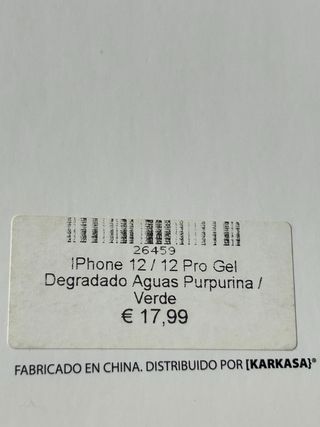 26459
IPhone 12 / 12 Pro Gel
Degradado Aguas Purpurina /
Verde
€ 17,99
FABRICADO EN CHINA. DISTRIBUIDO POR [KARKASA]®